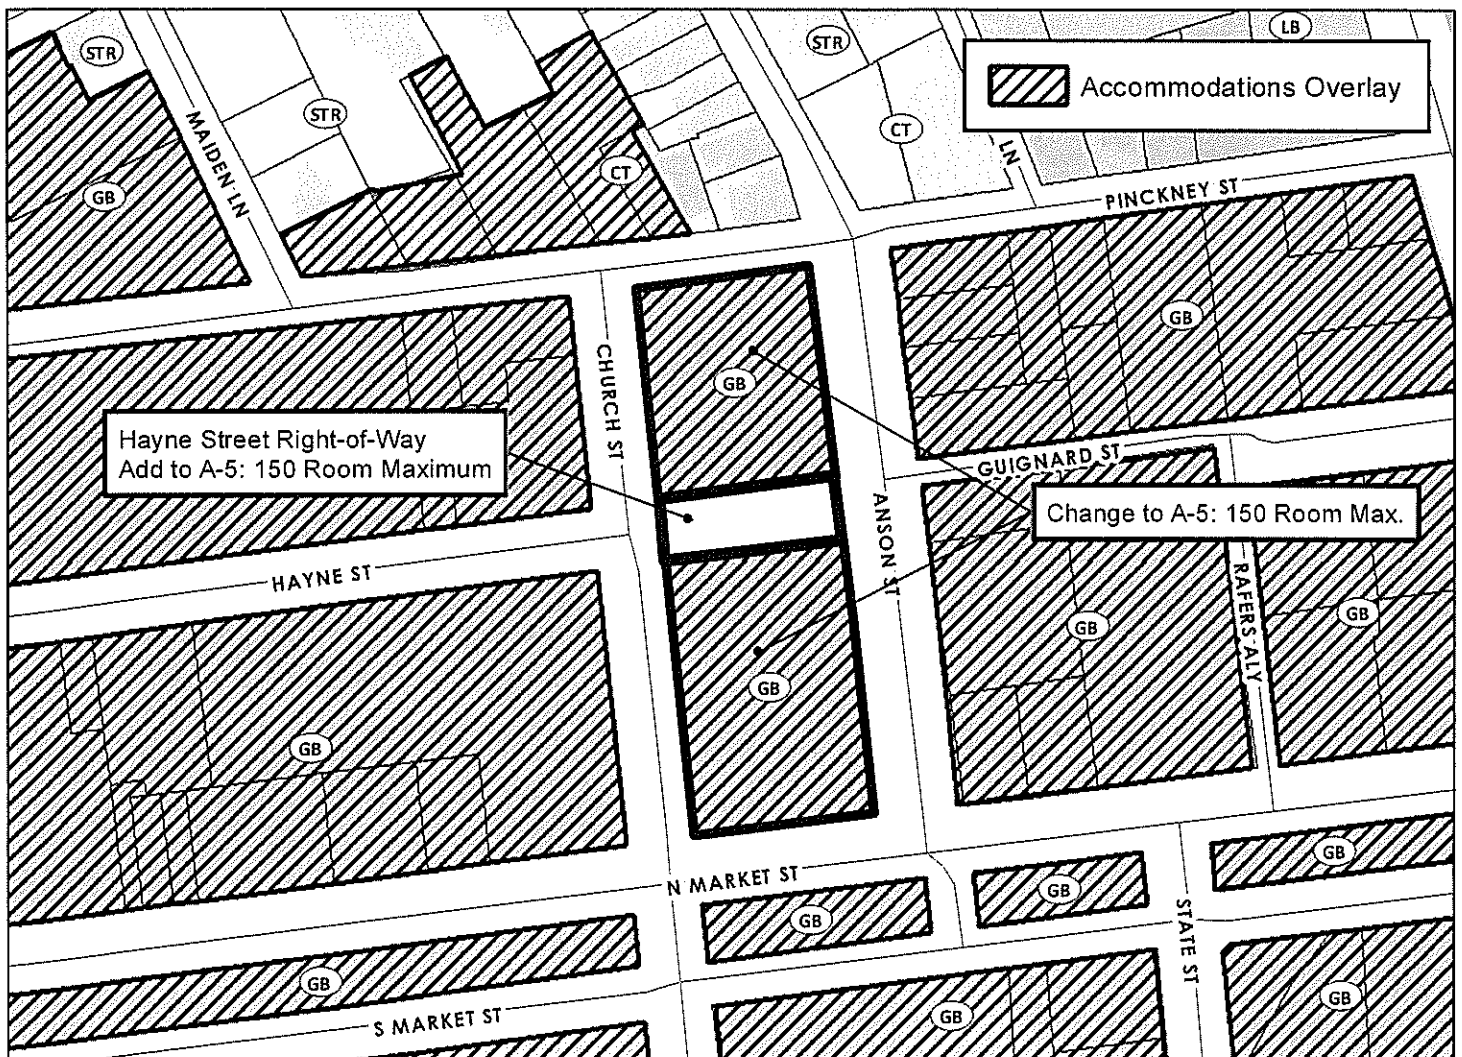 STR
STR
LB
Accommodations Overlay
STR
CT
LN
MAIDEN LN
CT
GB
PINCKNEY ST
GB
CHURCH ST
GB
Hayne Street Right-of-Way
Add to A-5: 150 Room Maximum
GUIGNARD ST
ANSON ST
Change to A-5: 150 Room Max.
HAYNE ST
RAFERS ALY
GB
GB
GB
GB
N MARKET ST
GB
GB
GB
STATE ST
GB
S MARKET ST
GB
GB